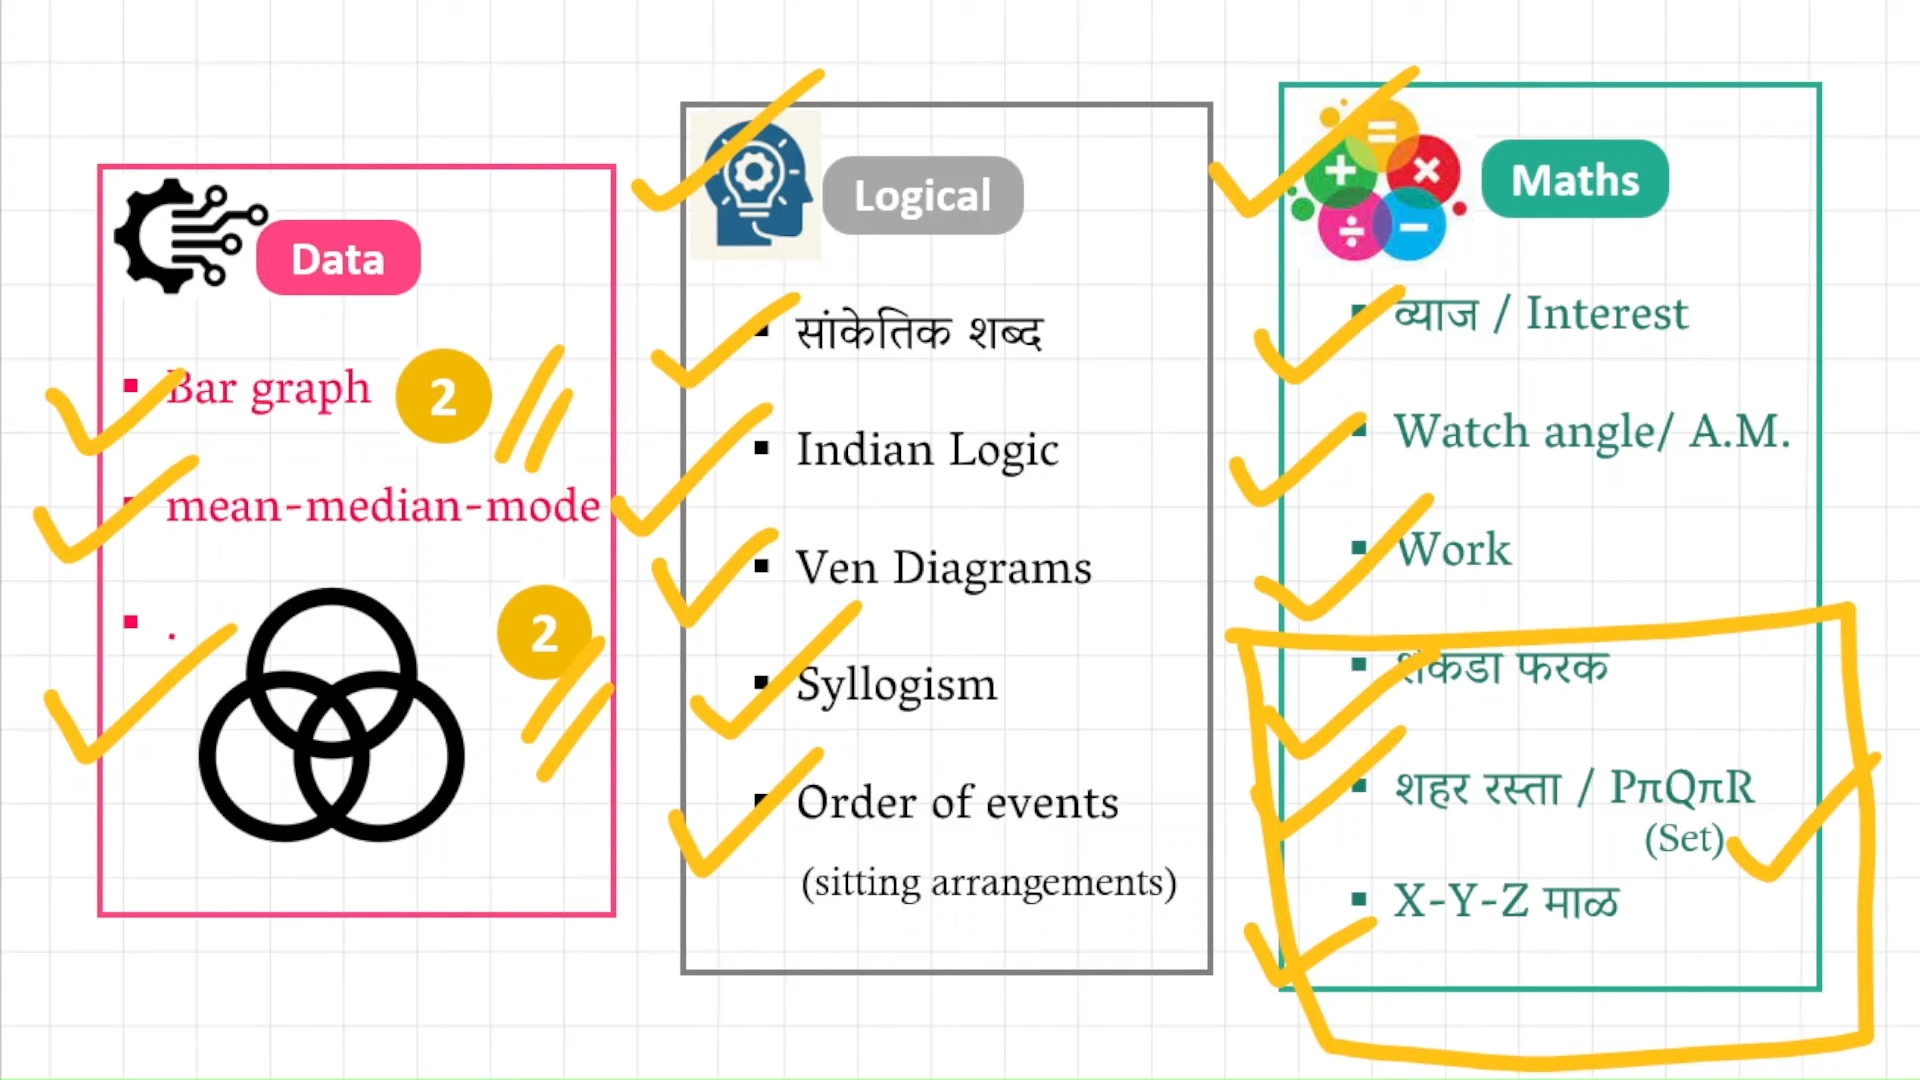 Data
Bar graph 2
mean-median-mode
. 2
Logical
सांकेतिक शब्द
Indian Logic
Ven Diagrams
Syllogism
Order of events
(sitting arrangements)
Maths
व्याज / Interest
Watch angle/ A.M.
Work
शेकडा फरक
शहर रस्ता / PπQπR
(Set)
X-Y-Z माळ